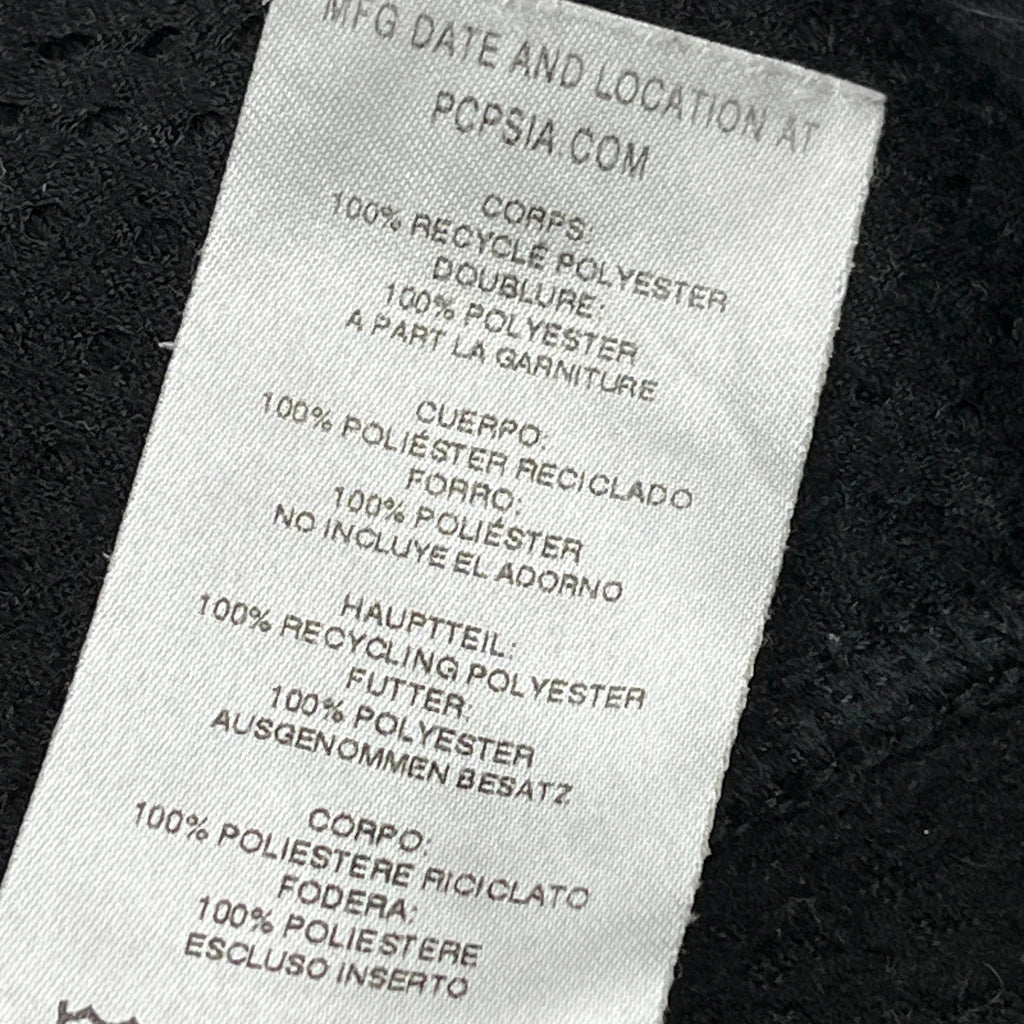 MFG DATE AND LOCATION AT
PCPSIA.COM
CORPS:
100% RECYCLÉ POLYESTER
DOUBLURE:
100% POLYESTER
A PART LA GARNITURE
CUERPO:
100% POLIÉSTER RECICLADO
FORRO:
100% POLIÉSTER
NO INCLUYE EL ADORNO
HAUPTTEIL:
100% RECYCLING POLYESTER
FUTTER:
100% POLYESTER
AUSGENOMMEN BESATZ
CORPO:
100% POLIESTERE RICICLATO
FODERA:
100% POLIESTERE
ESCLUSO INSERTO